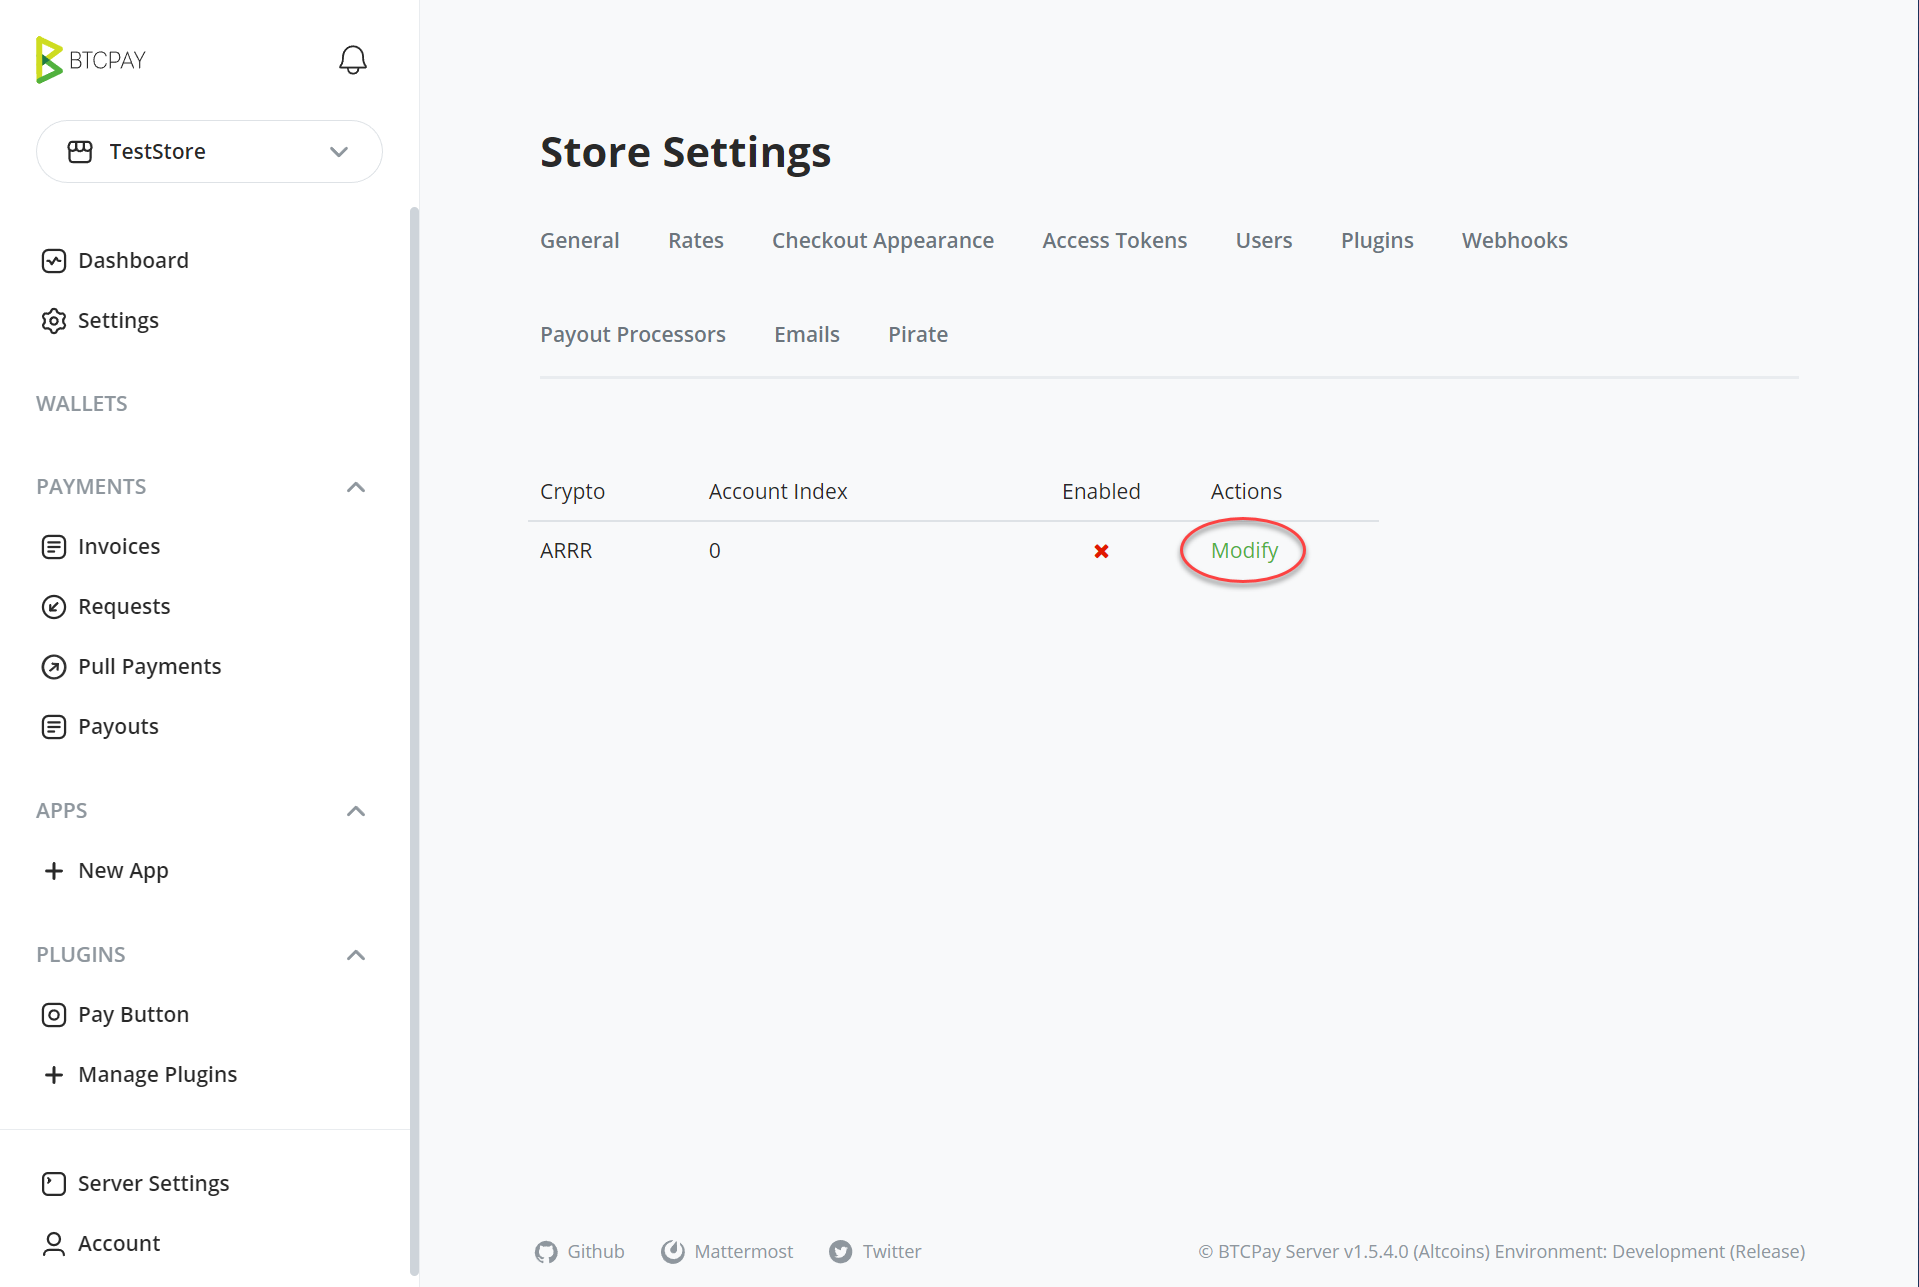 BTCPAY
TestStore
Dashboard
Settings
WALLETS
PAYMENTS
Invoices
Requests
Pull Payments
Payouts
APPS
New App
PLUGINS
Pay Button
Manage Plugins
Server Settings
Account
Store Settings
General Rates Checkout Appearance Access Tokens Users Plugins Webhooks
Payout Processors Emails Pirate
Crypto Account Index Enabled Actions
ARRR 0 Modify
Github Mattermost Twitter © BTCPay Server v1.5.4.0 (Altcoins) Environment: Development (Release)